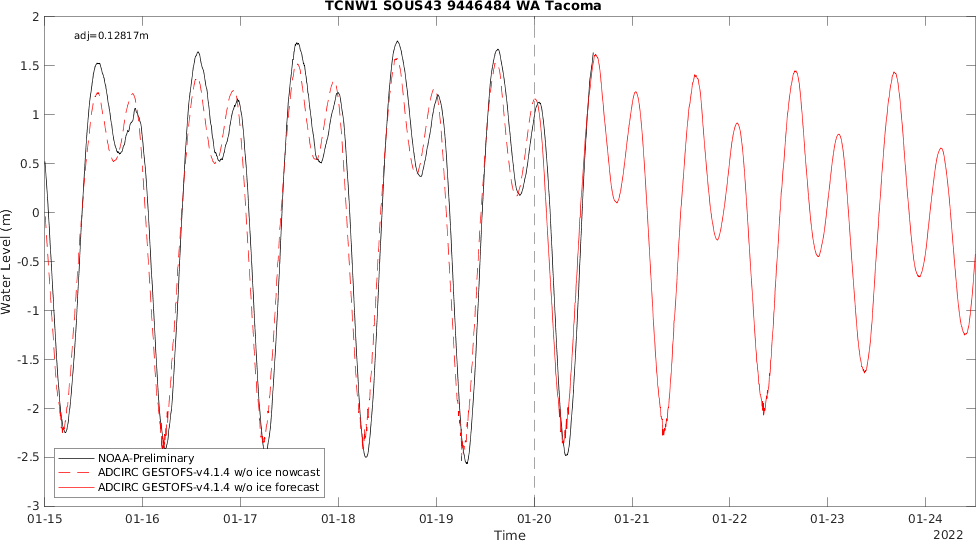 TCNW1 SOUS43 9446484 WA Tacoma
adj=0.12817m
2
1.5
1
0.5
0
-0.5
-1
-1.5
-2
-2.5
-3
Water Level (m)
NOAA-Preliminary
ADCIRC GESTOFS-v4.1.4 w/o ice nowcast
ADCIRC GESTOFS-v4.1.4 w/o ice forecast
01-15 01-16 01-17 01-18 01-19 01-20 01-21 01-22 01-23 01-24
Time
2022